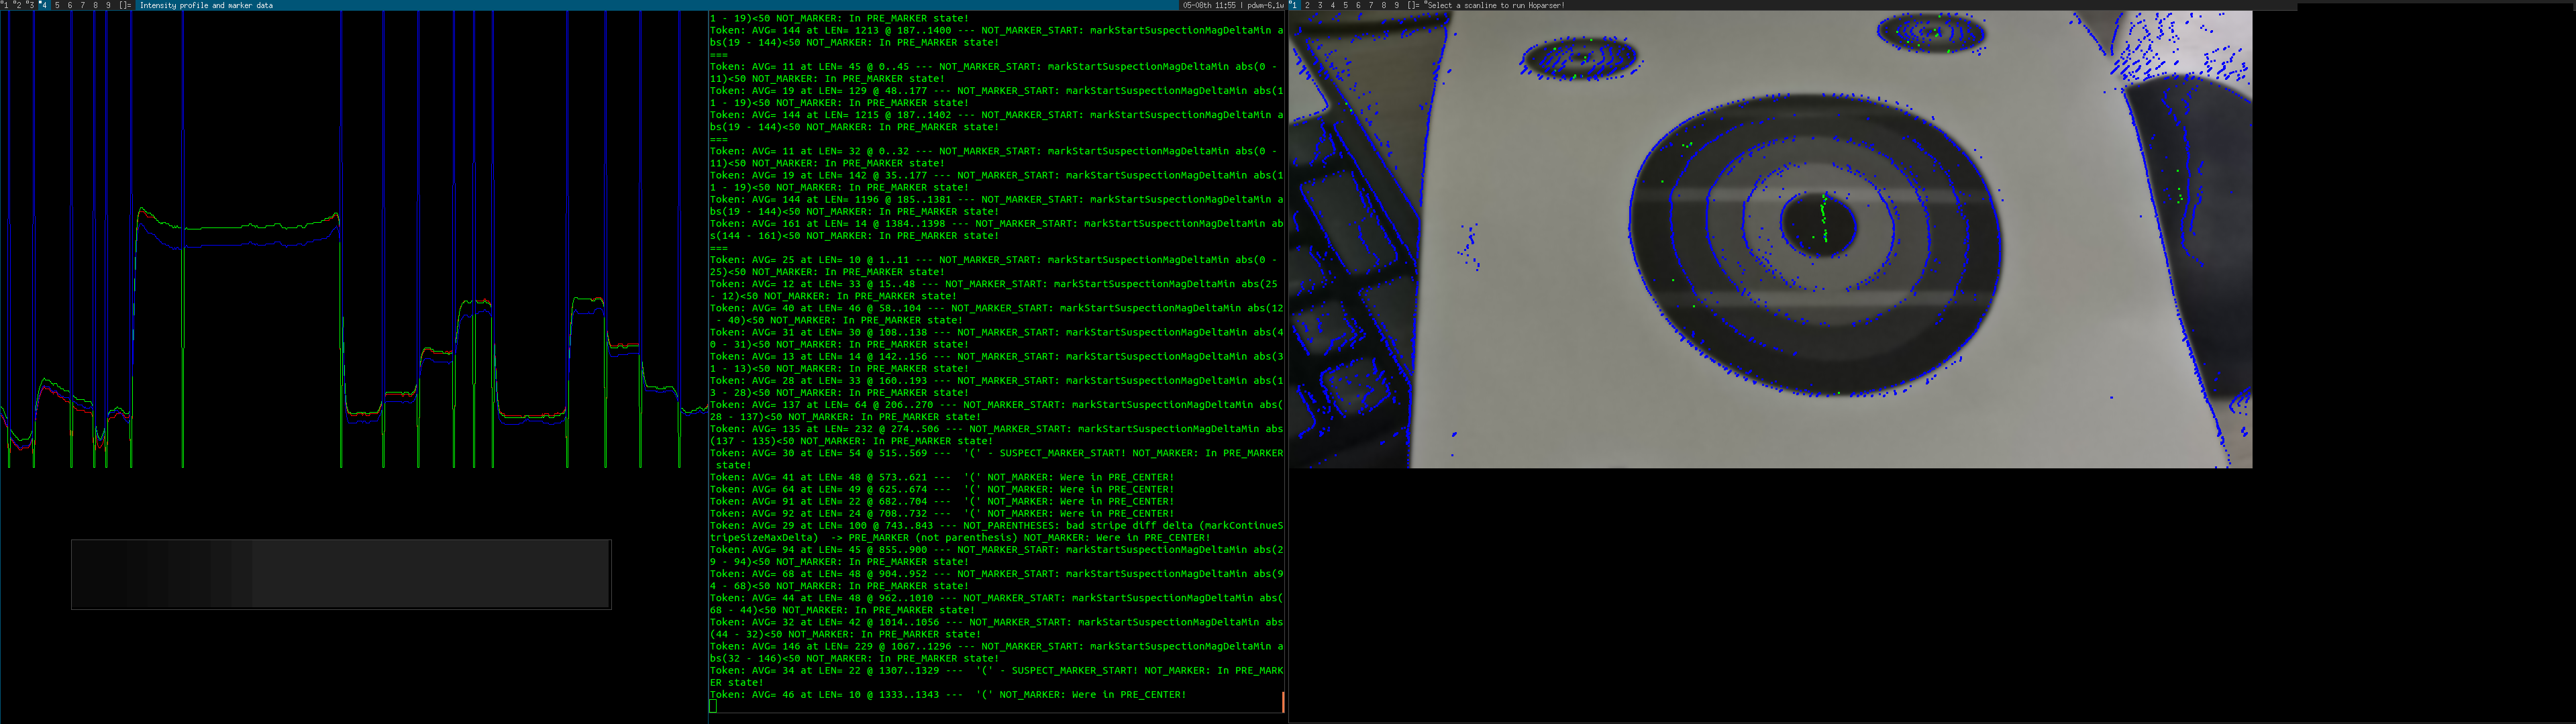 1 2 3 4 5 6 7 8 9 []= Intensity profile and marker data
05-08th 11:55 | pdwm-6.1w
1 - 19)<50 NOT_MARKER: In PRE_MARKER state!
Token: AVG= 144 at LEN= 1213 @ 187..1400 --- NOT_MARKER_START: markStartSuspectionMagDeltaMin a
bs(19 - 144)<50 NOT_MARKER: In PRE_MARKER state!
===
Token: AVG= 11 at LEN= 45 @ 0..45 --- NOT_MARKER_START: markStartSuspectionMagDeltaMin abs(0 -
11)<50 NOT_MARKER: In PRE_MARKER state!
Token: AVG= 19 at LEN= 129 @ 48..177 --- NOT_MARKER_START: markStartSuspectionMagDeltaMin abs(1
1 - 19)<50 NOT_MARKER: In PRE_MARKER state!
Token: AVG= 144 at LEN= 1215 @ 187..1402 --- NOT_MARKER_START: markStartSuspectionMagDeltaMin a
bs(19 - 144)<50 NOT_MARKER: In PRE_MARKER state!
===
Token: AVG= 11 at LEN= 32 @ 0..32 --- NOT_MARKER_START: markStartSuspectionMagDeltaMin abs(0 -
11)<50 NOT_MARKER: In PRE_MARKER state!
Token: AVG= 19 at LEN= 142 @ 35..177 --- NOT_MARKER_START: markStartSuspectionMagDeltaMin abs(1
1 - 19)<50 NOT_MARKER: In PRE_MARKER state!
Token: AVG= 144 at LEN= 1196 @ 185..1381 --- NOT_MARKER_START: markStartSuspectionMagDeltaMin a
bs(19 - 144)<50 NOT_MARKER: In PRE_MARKER state!
Token: AVG= 161 at LEN= 14 @ 1384..1398 --- NOT_MARKER_START: markStartSuspectionMagDeltaMin ab
s(144 - 161)<50 NOT_MARKER: In PRE_MARKER state!
===
Token: AVG= 25 at LEN= 10 @ 1..11 --- NOT_MARKER_START: markStartSuspectionMagDeltaMin abs(0 -
25)<50 NOT_MARKER: In PRE_MARKER state!
Token: AVG= 12 at LEN= 33 @ 15..48 --- NOT_MARKER_START: markStartSuspectionMagDeltaMin abs(25
- 12)<50 NOT_MARKER: In PRE_MARKER state!
Token: AVG= 40 at LEN= 46 @ 58..104 --- NOT_MARKER_START: markStartSuspectionMagDeltaMin abs(12
- 40)<50 NOT_MARKER: In PRE_MARKER state!
Token: AVG= 31 at LEN= 30 @ 108..138 --- NOT_MARKER_START: markStartSuspectionMagDeltaMin abs(4
0 - 31)<50 NOT_MARKER: In PRE_MARKER state!
Token: AVG= 13 at LEN= 14 @ 142..156 --- NOT_MARKER_START: markStartSuspectionMagDeltaMin abs(3
1 - 13)<50 NOT_MARKER: In PRE_MARKER state!
Token: AVG= 28 at LEN= 33 @ 160..193 --- NOT_MARKER_START: markStartSuspectionMagDeltaMin abs(1
3 - 28)<50 NOT_MARKER: In PRE_MARKER state!
Token: AVG= 137 at LEN= 64 @ 206..270 --- NOT_MARKER_START: markStartSuspectionMagDeltaMin abs(
28 - 137)<50 NOT_MARKER: In PRE_MARKER state!
Token: AVG= 135 at LEN= 232 @ 274..506 --- NOT_MARKER_START: markStartSuspectionMagDeltaMin abs
(137 - 135)<50 NOT_MARKER: In PRE_MARKER state!
Token: AVG= 30 at LEN= 54 @ 515..569 --- '(' - SUSPECT_MARKER_START! NOT_MARKER: In PRE_MARKER
state!
Token: AVG= 41 at LEN= 48 @ 573..621 --- '(' NOT_MARKER: Were in PRE_CENTER!
Token: AVG= 64 at LEN= 49 @ 625..674 --- '(' NOT_MARKER: Were in PRE_CENTER!
Token: AVG= 91 at LEN= 22 @ 682..704 --- '(' NOT_MARKER: Were in PRE_CENTER!
Token: AVG= 92 at LEN= 24 @ 708..732 --- '(' NOT_MARKER: Were in PRE_CENTER!
Token: AVG= 29 at LEN= 100 @ 743..843 --- NOT_PARENTHESES: bad stripe diff delta (markContinueS
tripeSizeMaxDelta) -> PRE_MARKER (not parenthesis) NOT_MARKER: Were in PRE_CENTER!
Token: AVG= 94 at LEN= 45 @ 855..900 --- NOT_MARKER_START: markStartSuspectionMagDeltaMin abs(2
9 - 94)<50 NOT_MARKER: In PRE_MARKER state!
Token: AVG= 68 at LEN= 48 @ 904..952 --- NOT_MARKER_START: markStartSuspectionMagDeltaMin abs(9
4 - 68)<50 NOT_MARKER: In PRE_MARKER state!
Token: AVG= 44 at LEN= 48 @ 962..1010 --- NOT_MARKER_START: markStartSuspectionMagDeltaMin abs(
68 - 44)<50 NOT_MARKER: In PRE_MARKER state!
Token: AVG= 32 at LEN= 42 @ 1014..1056 --- NOT_MARKER_START: markStartSuspectionMagDeltaMin abs
(44 - 32)<50 NOT_MARKER: In PRE_MARKER state!
Token: AVG= 146 at LEN= 229 @ 1067..1296 --- NOT_MARKER_START: markStartSuspectionMagDeltaMin a
bs(32 - 146)<50 NOT_MARKER: In PRE_MARKER state!
Token: AVG= 34 at LEN= 22 @ 1307..1329 --- '(' - SUSPECT_MARKER_START! NOT_MARKER: In PRE_MARK
ER state!
Token: AVG= 46 at LEN= 10 @ 1333..1343 --- '(' NOT_MARKER: Were in PRE_CENTER!
1 2 3 4 5 6 7 8 9 []= Select a scanline to run Hoparser!